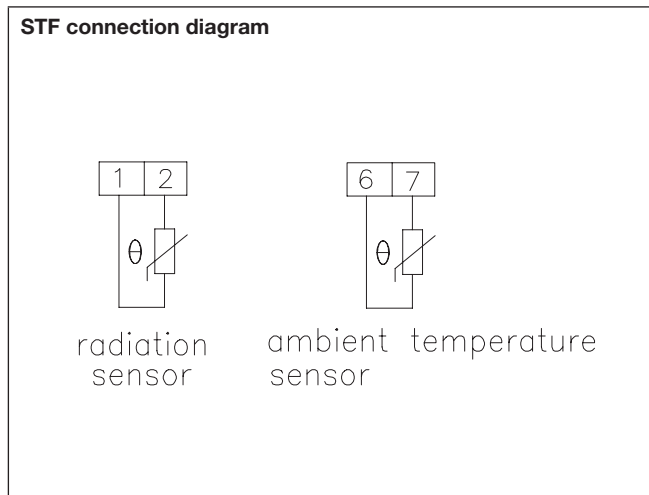 STF connection diagram
1 2
6 7
θ
θ
radiation
sensor
ambient temperature
sensor